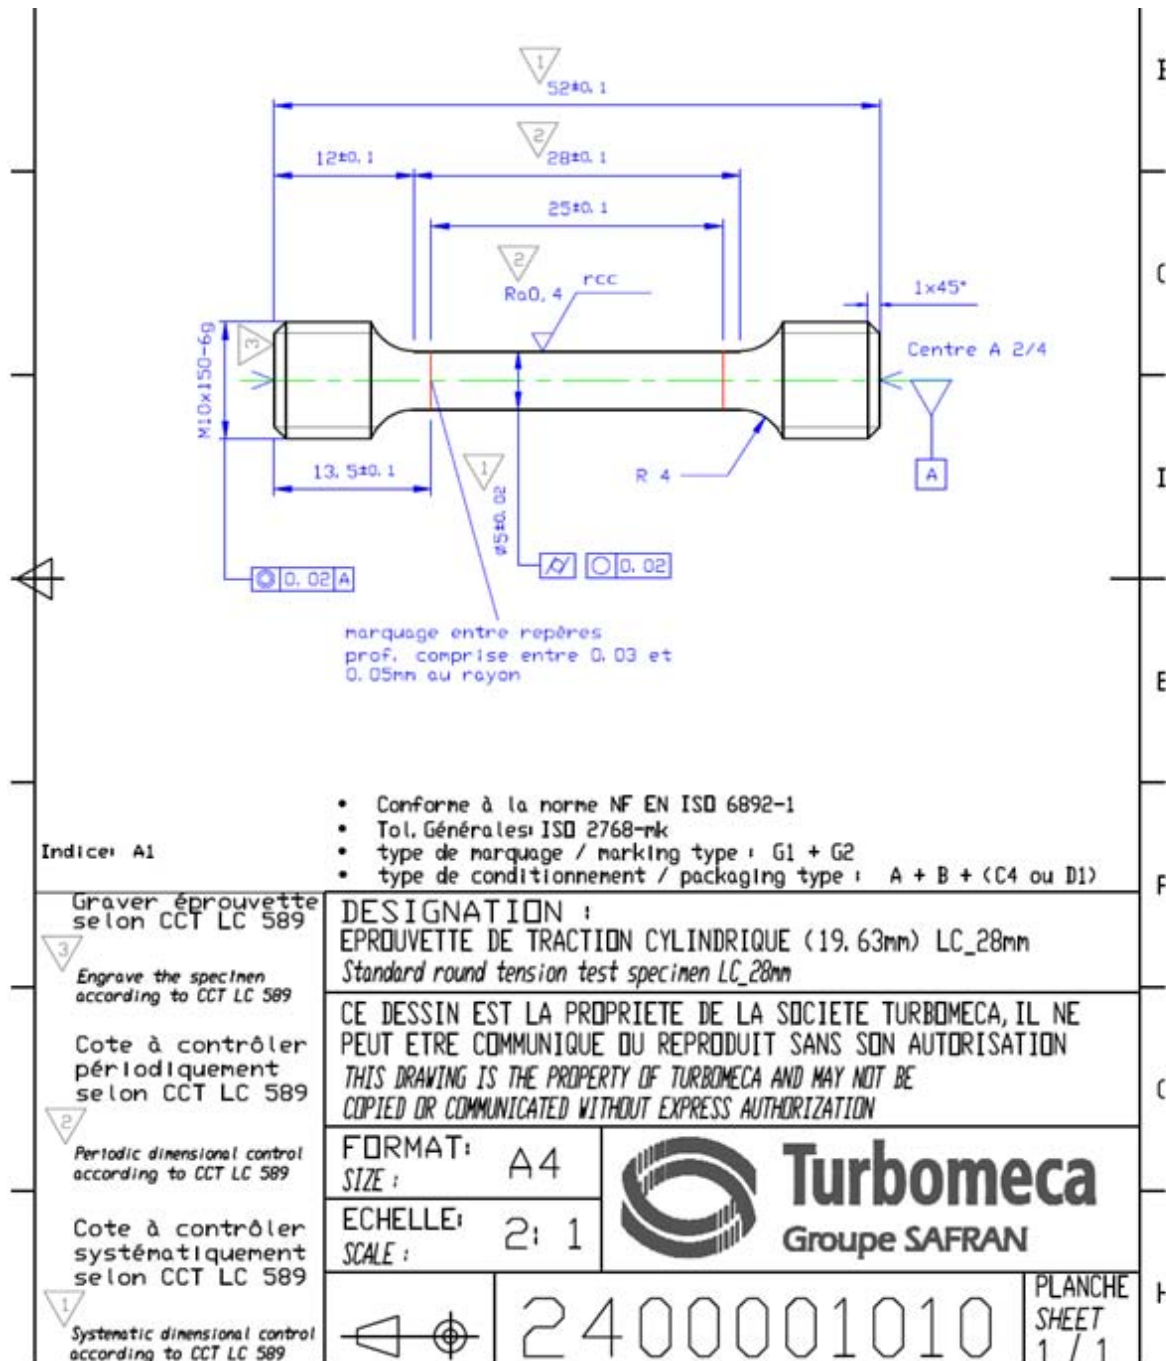 1
52±0.1
2
12±0.1
28±0.1
25±0.1
2
Ra0.4
rcc
1x45°
3
M10x150-6g
Centre A 2/4
13.5±0.1
1
R 4
A
ø5±0.02
0.02 A
0.02
marquage entre repères
prof. comprise entre 0.03 et
0.05mm au rayon
• Conforme à la norme NF EN ISO 6892-1
• Tol. Générales: ISO 2768-mk
• type de marquage / marking type : G1 + G2
• type de conditionnement / packaging type : A + B + (C4 ou D1)
Indice: A1
Graver éprouvette
selon CCT LC 589
3
Engrave the specimen
according to CCT LC 589
Cote à contrôler
périodiquement
selon CCT LC 589
2
Periodic dimensional control
according to CCT LC 589
Cote à contrôler
systématiquement
selon CCT LC 589
1
Systematic dimensional control
according to CCT LC 589
DESIGNATION :
EPROUVETTE DE TRACTION CYLINDRIQUE (19.63mm) LC_28mm
Standard round tension test specimen LC_28mm
CE DESSIN EST LA PROPRIETE DE LA SOCIETE TURBOMECA, IL NE
PEUT ETRE COMMUNIQUE OU REPRODUIT SANS SON AUTORISATION
THIS DRAWING IS THE PROPERTY OF TURBOMECA AND MAY NOT BE
COPIED OR COMMUNICATED WITHOUT EXPRESS AUTHORIZATION
FORMAT:
SIZE :
A4
ECHELLE:
SCALE :
2: 1
Turbomeca
Groupe SAFRAN
2400001010
PLANCHE
SHEET
1 / 1